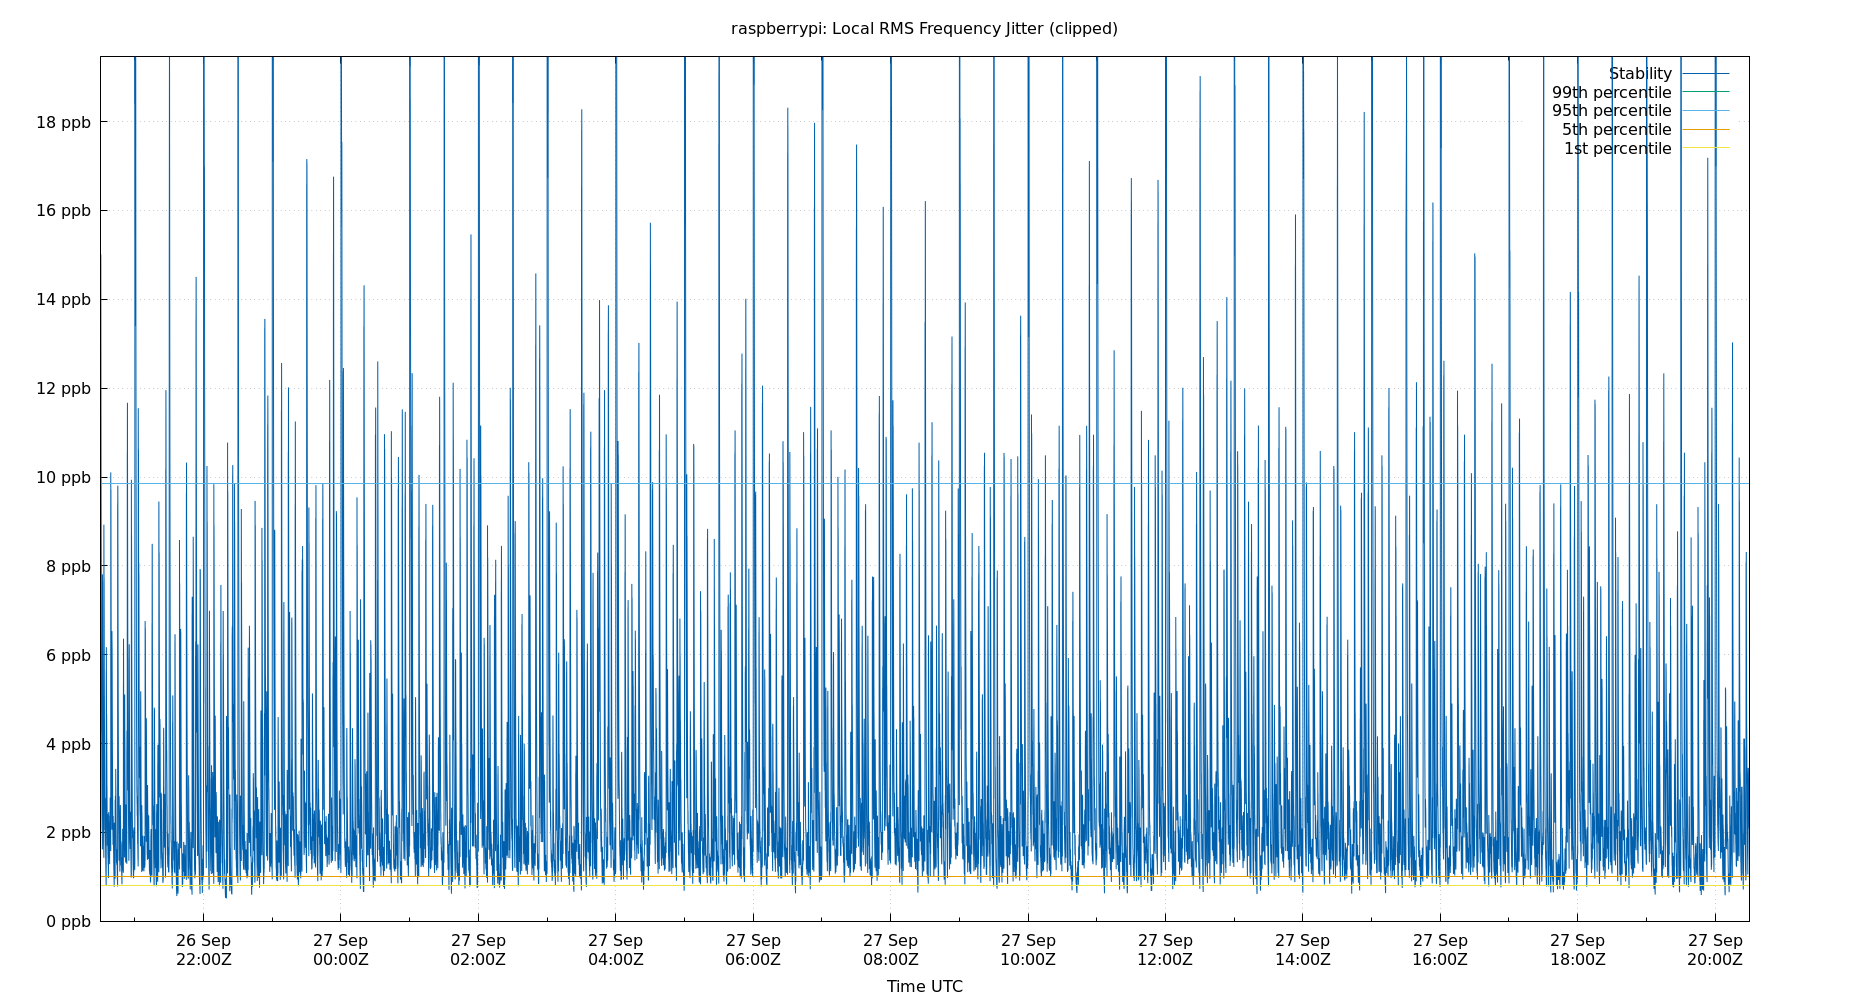 raspberrypi: Local RMS Frequency Jitter (clipped)
Stability
99th percentile
95th percentile
5th percentile
1st percentile
18 ppb
16 ppb
14 ppb
12 ppb
10 ppb
8 ppb
6 ppb
4 ppb
2 ppb
0 ppb
26 Sep 27 Sep 27 Sep 27 Sep 27 Sep 27 Sep 27 Sep 27 Sep 27 Sep 27 Sep 27 Sep 27 Sep
22:00Z 00:00Z 02:00Z 04:00Z 06:00Z 08:00Z 10:00Z 12:00Z 14:00Z 16:00Z 18:00Z 20:00Z
Time UTC